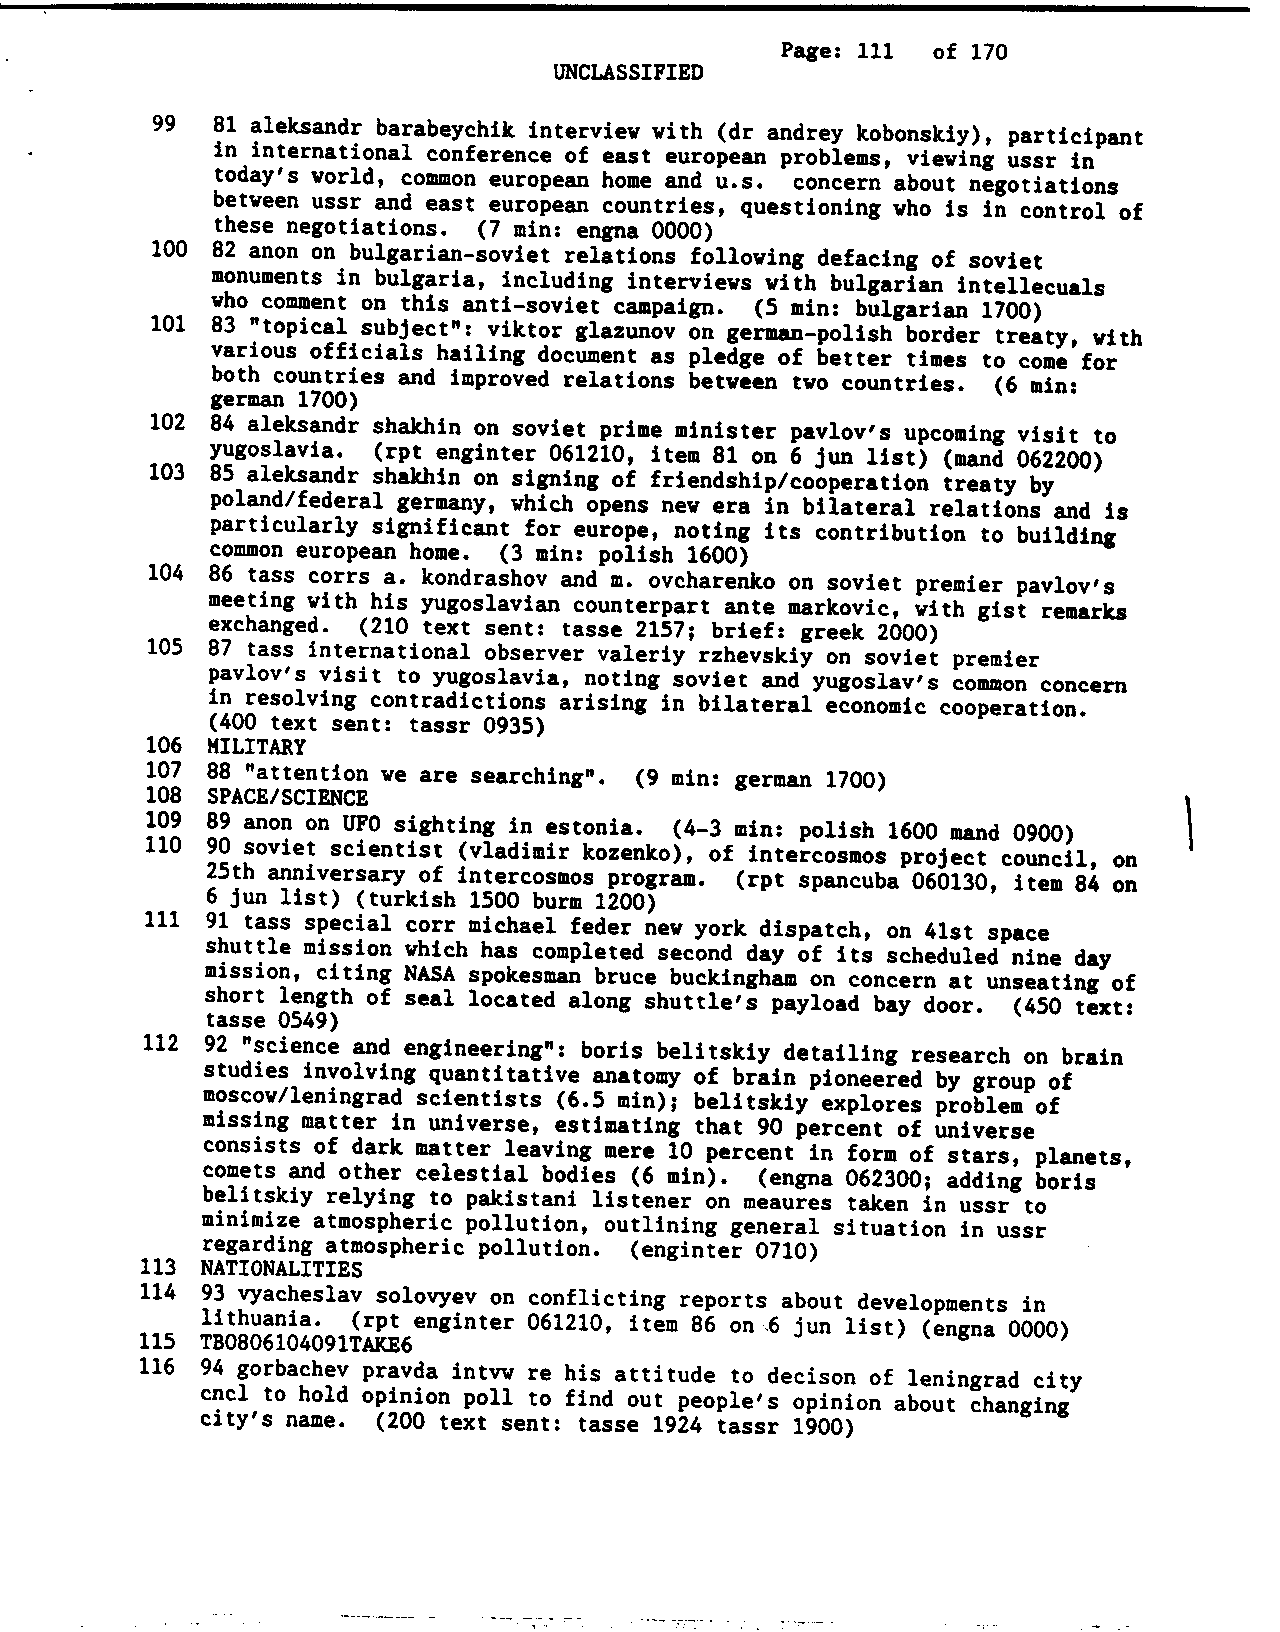 Page: 111 of 170
UNCLASSIFIED
99 81 aleksandr barabeychik interview with (dr andrey kobonskiy), participant
in international conference of east european problems, viewing ussr in
today's world, common european home and u.s. concern about negotiations
between ussr and east european countries, questioning who is in control of
these negotiations. (7 min: engna 0000)
100 82 anon on bulgarian-soviet relations following defacing of soviet
monuments in bulgaria, including interviews with bulgarian intellecuals
who comment on this anti-soviet campaign. (5 min: bulgarian 1700)
101 83 "topical subject": viktor glazunov on german-polish border treaty, with
various officials hailing document as pledge of better times to come for
both countries and improved relations between two countries. (6 min:
german 1700)
102 84 aleksandr shakhin on soviet prime minister pavlov's upcoming visit to
yugoslavia. (rpt enginter 061210, item 81 on 6 jun list) (mand 062200)
103 85 aleksandr shakhin on signing of friendship/cooperation treaty by
poland/federal germany, which opens new era in bilateral relations and is
particularly significant for europe, noting its contribution to building
common european home. (3 min: polish 1600)
104 86 tass corrs a. kondrashov and m. ovcharenko on soviet premier pavlov's
meeting with his yugoslavian counterpart ante markovic, with gist remarks
exchanged. (210 text sent: tasse 2157; brief: greek 2000)
105 87 tass international observer valeriy rzhevskiy on soviet premier
pavlov's visit to yugoslavia, noting soviet and yugoslav's common concern
in resolving contradictions arising in bilateral economic cooperation.
(400 text sent: tassr 0935)
106 MILITARY
107 88 "attention we are searching". (9 min: german 1700)
108 SPACE/SCIENCE
109 89 anon on UFO sighting in estonia. (4-3 min: polish 1600 mand 0900)
110 90 soviet scientist (vladimir kozenko), of intercosmos project council, on
25th anniversary of intercosmos program. (rpt spancuba 060130, item 84 on
6 jun list) (turkish 1500 burm 1200)
111 91 tass special corr michael feder new york dispatch, on 41st space
shuttle mission which has completed second day of its scheduled nine day
mission, citing NASA spokesman bruce buckingham on concern at unseating of
short length of seal located along shuttle's payload bay door. (450 text:
tasse 0549)
112 92 "science and engineering": boris belitskiy detailing research on brain
studies involving quantitative anatomy of brain pioneered by group of
moscow/leningrad scientists (6.5 min); belitskiy explores problem of
missing matter in universe, estimating that 90 percent of universe
consists of dark matter leaving mere 10 percent in form of stars, planets,
comets and other celestial bodies (6 min). (engna 062300; adding boris
belitskiy relying to pakistani listener on meaures taken in ussr to
minimize atmospheric pollution, outlining general situation in ussr
regarding atmospheric pollution. (enginter 0710)
113 NATIONALITIES
114 93 vyacheslav solovyev on conflicting reports about developments in
lithuania. (rpt enginter 061210, item 86 on 6 jun list) (engna 0000)
115 TB0806104091TAKE6
116 94 gorbachev pravda intvw re his attitude to decison of leningrad city
cncl to hold opinion poll to find out people's opinion about changing
city's name. (200 text sent: tasse 1924 tassr 1900)